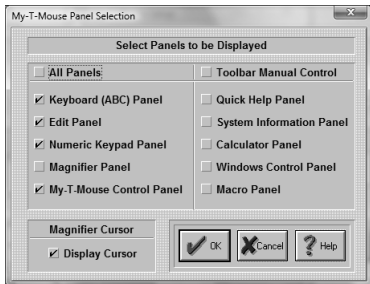 My-T-Mouse Panel Selection
Select Panels to be Displayed
All Panels
Toolbar Manual Control
Keyboard (ABC) Panel
Quick Help Panel
Edit Panel
System Information Panel
Numeric Keypad Panel
Calculator Panel
Magnifier Panel
Windows Control Panel
My-T-Mouse Control Panel
Macro Panel
Magnifier Cursor
Display Cursor
OK
Cancel
Help